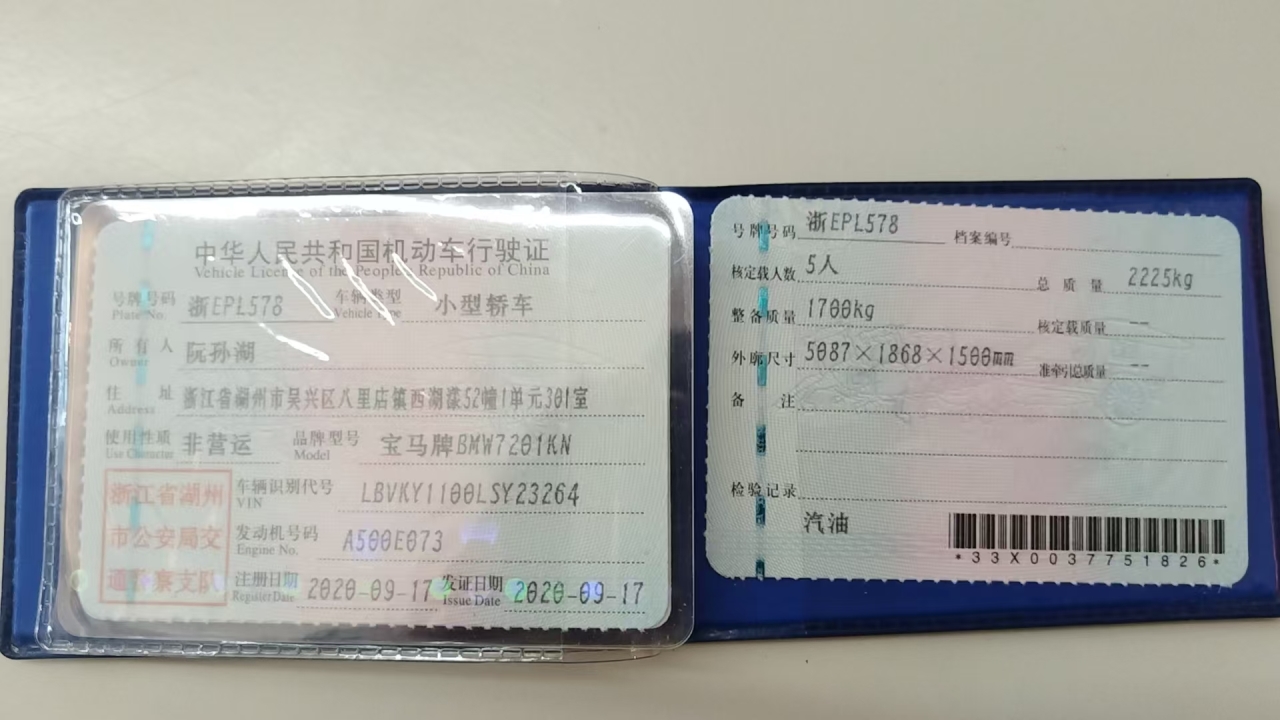 中华人民共和国机动车行驶证
Vehicle License of the People's Republic of China
号牌号码 Plate No. 浙EPL578 车辆类型 Vehicle Type 小型轿车
所有人 Owner 阮孙湖
住址 Address 浙江省湖州市吴兴区八里店镇西湖漾52幢1单元301室
使用性质 Use Character 非营运 品牌型号 Model 宝马牌BMW7201KN
浙江省湖州市公安局交通警察支队
车辆识别代号 VIN LBVKY1100LSY23264
发动机号码 Engine No. A500E073
注册日期 Register Date 2020-09-17 发证日期 Issue Date 2020-09-17
号牌号码 浙EPL578 档案编号
核定载人数 5人 总质量 2225kg
整备质量 1700kg 核定载质量 --
外廓尺寸 5087×1868×1500mm 准牵引总质量 --
备注
检验记录
汽油
*33X0037751826*